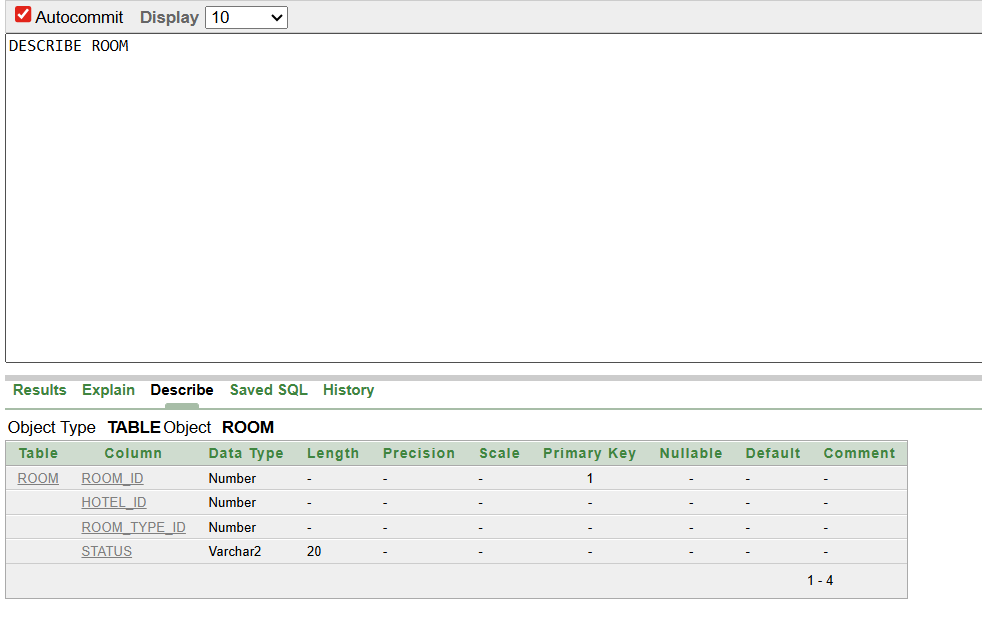 Autocommit Display 10
DESCRIBE ROOM
Results Explain Describe Saved SQL History
Object Type TABLE Object ROOM
Table Column Data Type Length Precision Scale Primary Key Nullable Default Comment
ROOM ROOM_ID Number - - - 1 - - -
HOTEL_ID Number - - - - - - -
ROOM_TYPE_ID Number - - - - - - -
STATUS Varchar2 20 - - - - - -
1 - 4